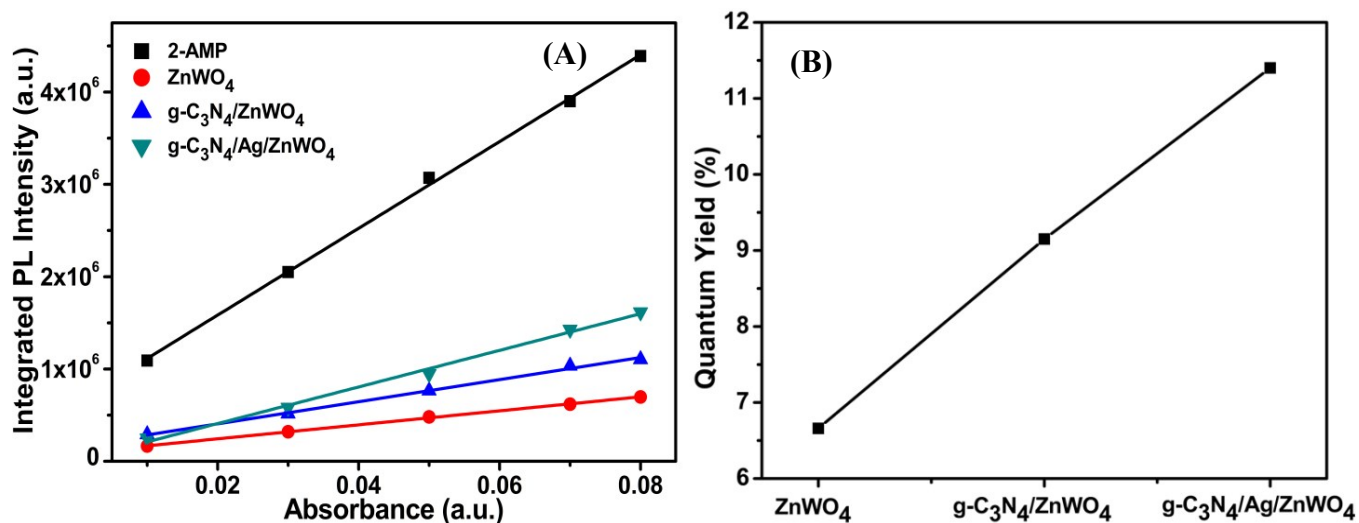 (A)
2-AMP
ZnWO₄
g-C₃N₄/ZnWO₄
g-C₃N₄/Ag/ZnWO₄
Integrated PL Intensity (a.u.)
4x10⁶
3x10⁶
2x10⁶
1x10⁶
0
0.02 0.04 0.06 0.08
Absorbance (a.u.)
(B)
Quantum Yield (%)
12
11
10
9
8
7
6
ZnWO₄ g-C₃N₄/ZnWO₄ g-C₃N₄/Ag/ZnWO₄